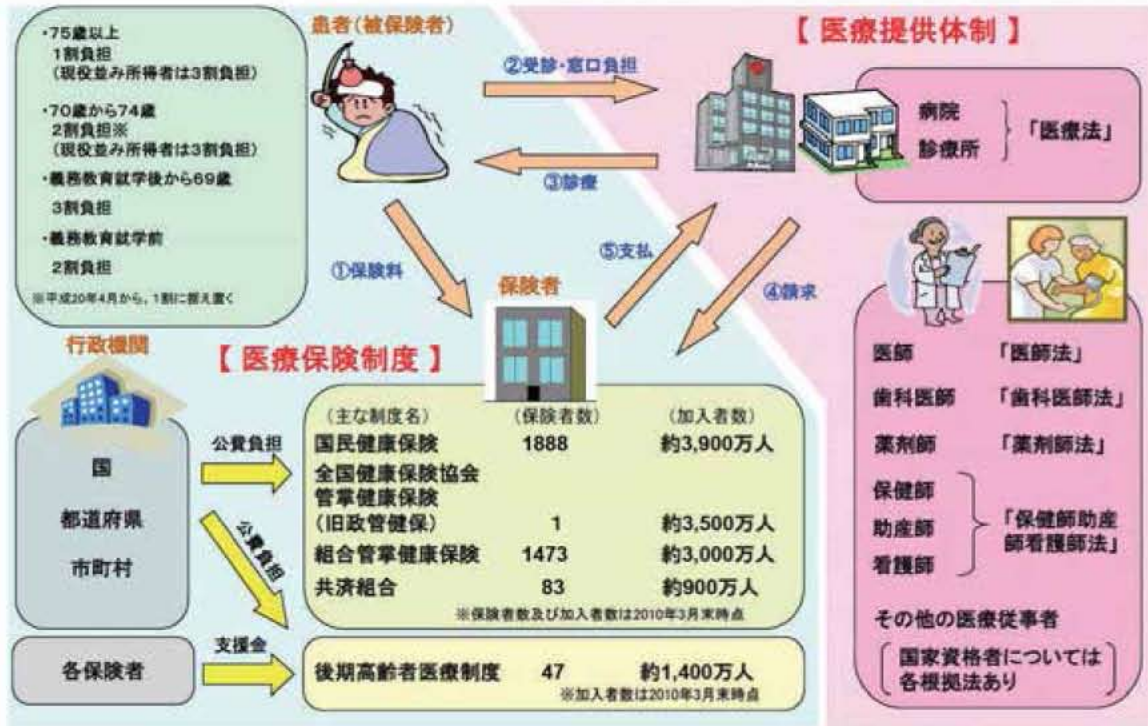 ・75歳以上
1割負担
(現役並み所得者は3割負担)
・70歳から74歳
2割負担※
(現役並み所得者は3割負担)
・義務教育就学後から69歳
3割負担
・義務教育就学前
2割負担
※平成20年4月から、1割に据え置く
患者(被保険者)
②受診・窓口負担
③診療
①保険料
⑤支払
④請求
保険者
【 医療提供体制 】
病院
診療所
「医療法」
医師 「医師法」
歯科医師 「歯科医師法」
薬剤師 「薬剤師法」
保健師
助産師
看護師
「保健師助産
師看護師法」
その他の医療従事者
国家資格者については
各根拠法あり
行政機関
【 医療保険制度 】
国
都道府県
市町村
公費負担
公費負担
(主な制度名) (保険者数) (加入者数)
国民健康保険 1888 約3,900万人
全国健康保険協会
管掌健康保険
(旧政管健保) 1 約3,500万人
組合管掌健康保険 1473 約3,000万人
共済組合 83 約900万人
※保険者数及び加入者数は2010年3月末時点
各保険者
支援金
後期高齢者医療制度 47 約1,400万人
※加入者数は2010年3月末時点